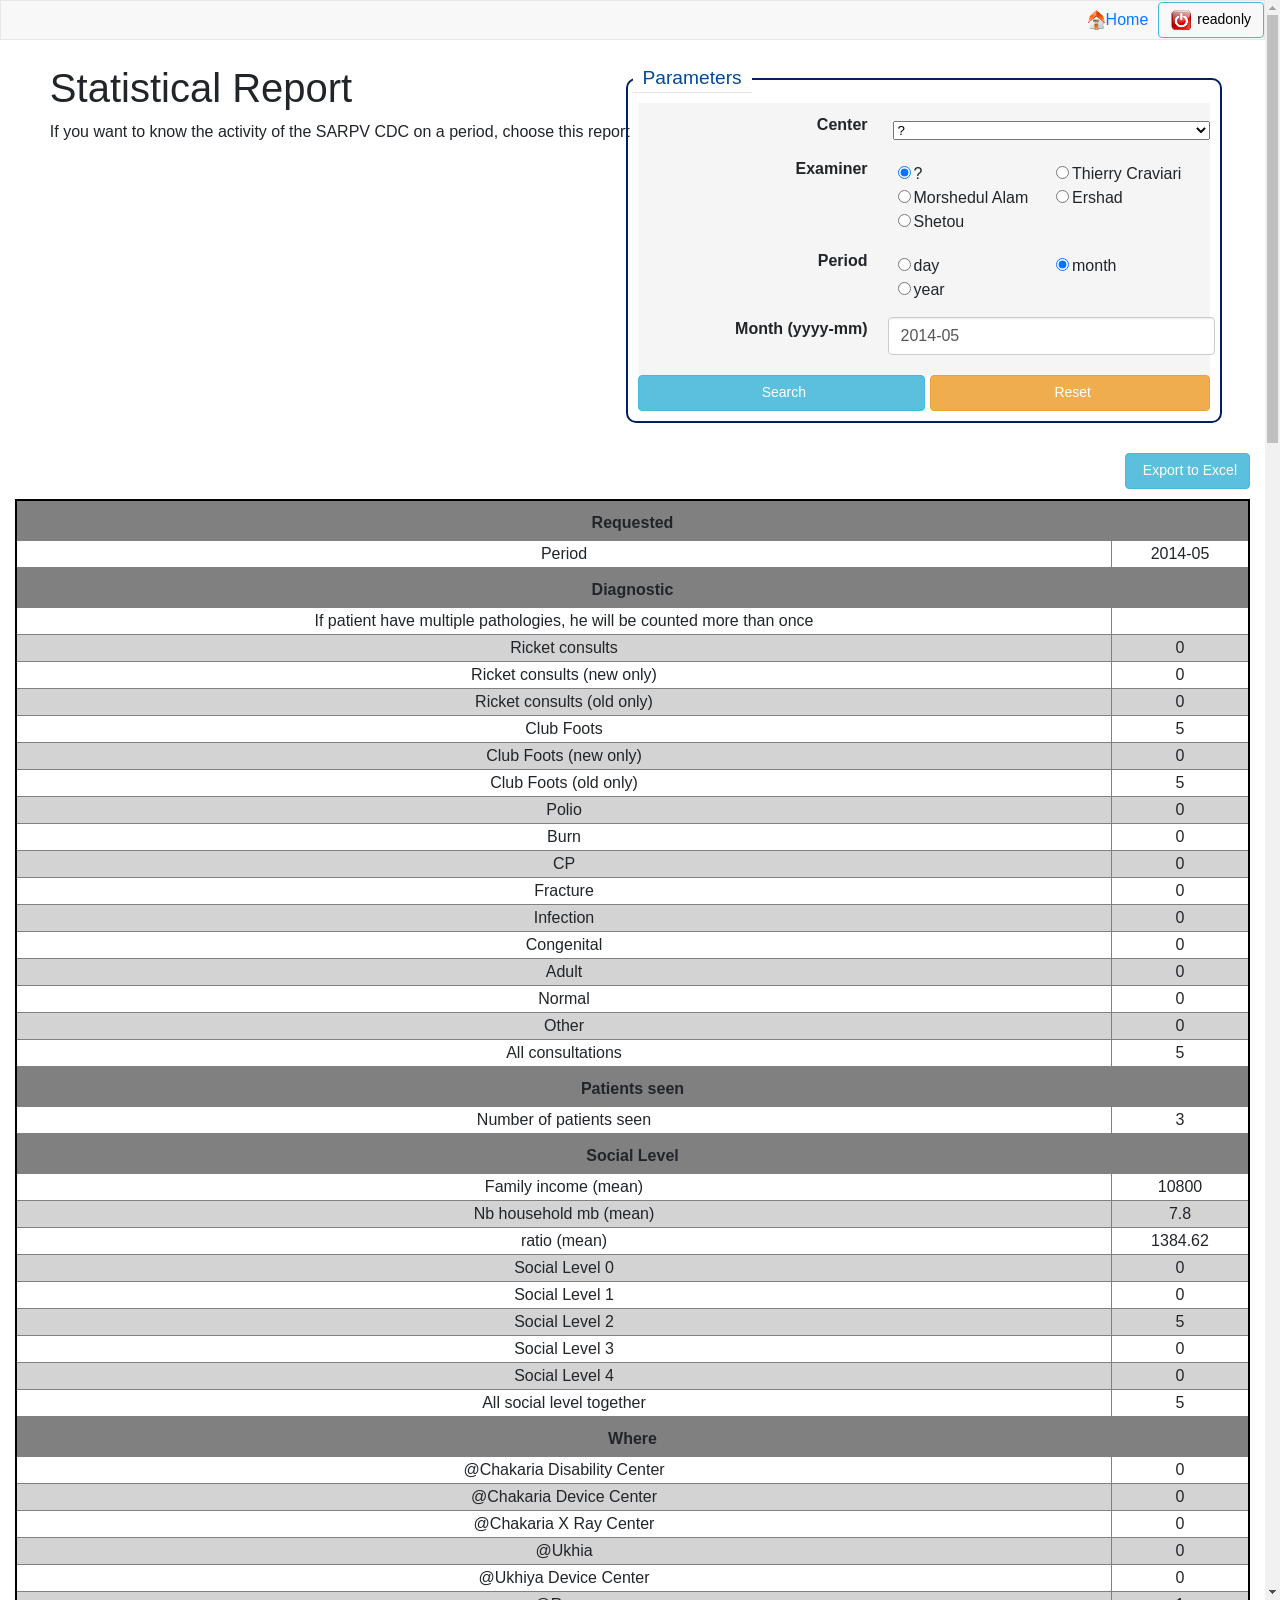 Home readonly
Statistical Report
If you want to know the activity of the SARPV CDC on a period, choose this report
Parameters
Center ?
Examiner ? Thierry Craviari
Morshedul Alam Ershad
Shetou
Period day month
year
Month (yyyy-mm) 2014-05
Search Reset
Export to Excel
Requested
Period 2014-05
Diagnostic
If patient have multiple pathologies, he will be counted more than once
Ricket consults 0
Ricket consults (new only) 0
Ricket consults (old only) 0
Club Foots 5
Club Foots (new only) 0
Club Foots (old only) 5
Polio 0
Burn 0
CP 0
Fracture 0
Infection 0
Congenital 0
Adult 0
Normal 0
Other 0
All consultations 5
Patients seen
Number of patients seen 3
Social Level
Family income (mean) 10800
Nb household mb (mean) 7.8
ratio (mean) 1384.62
Social Level 0 0
Social Level 1 0
Social Level 2 5
Social Level 3 0
Social Level 4 0
All social level together 5
Where
@Chakaria Disability Center 0
@Chakaria Device Center 0
@Chakaria X Ray Center 0
@Ukhia 0
@Ukhiya Device Center 0